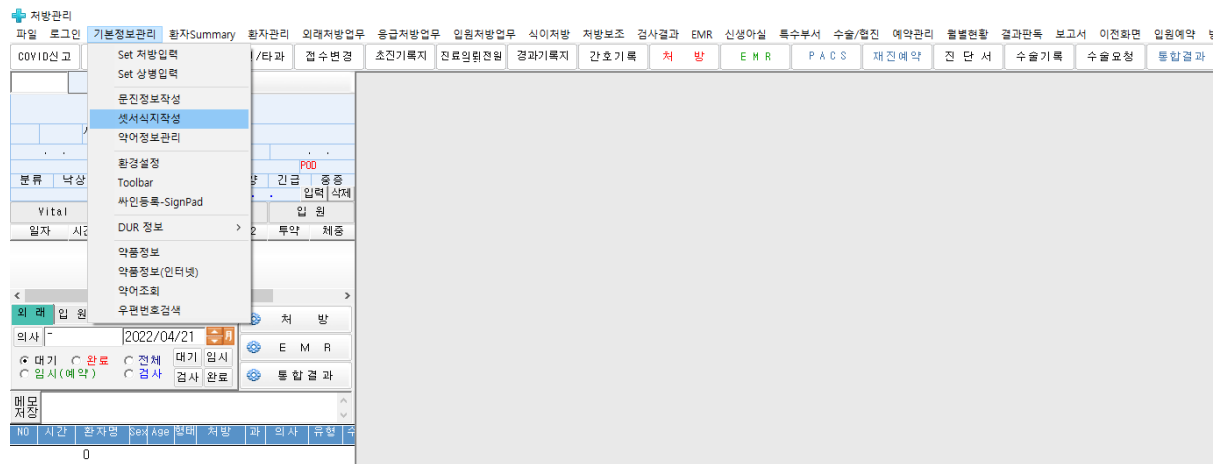 처방관리
파일 로그인 기본정보관리 환자Summary 환자관리 외래처방업무 응급처방업무 입원처방업무 식이처방 처방보조 검사결과 EMR 신생아실 특수부서 수술/협진 예약관리 월별현황 결과판독 보고서 이전화면 입원예약
COVID신고 /타과 접수변경 초진기록지 진료의뢰전원 경과기록지 간호기록 처 방 E M R P A C S 재진예약 진 단 서 수술기록 수술요청 통합결과
Set 처방입력
Set 상병입력
문진정보작성
셋서식지작성
약어정보관리
환경설정
Toolbar
싸인등록-SignPad
DUR 정보 >
약품정보
약품정보(인터넷)
약어조회
우편번호검색
. . . .
POD
분류 낙상 긴급 중증
. . 입력 삭제
Vital 입 원
일자 2 투약 체중
< >
외 래 입 원 처 방
의사 - 2022/04/21 월
E M R
대기 완료 전체 대기 임시
임시(예약) 검사 검사 완료
통합결과
메모
저장
NO 시간 환자명 Sex Age 형태 처방 과 의사 유형
0